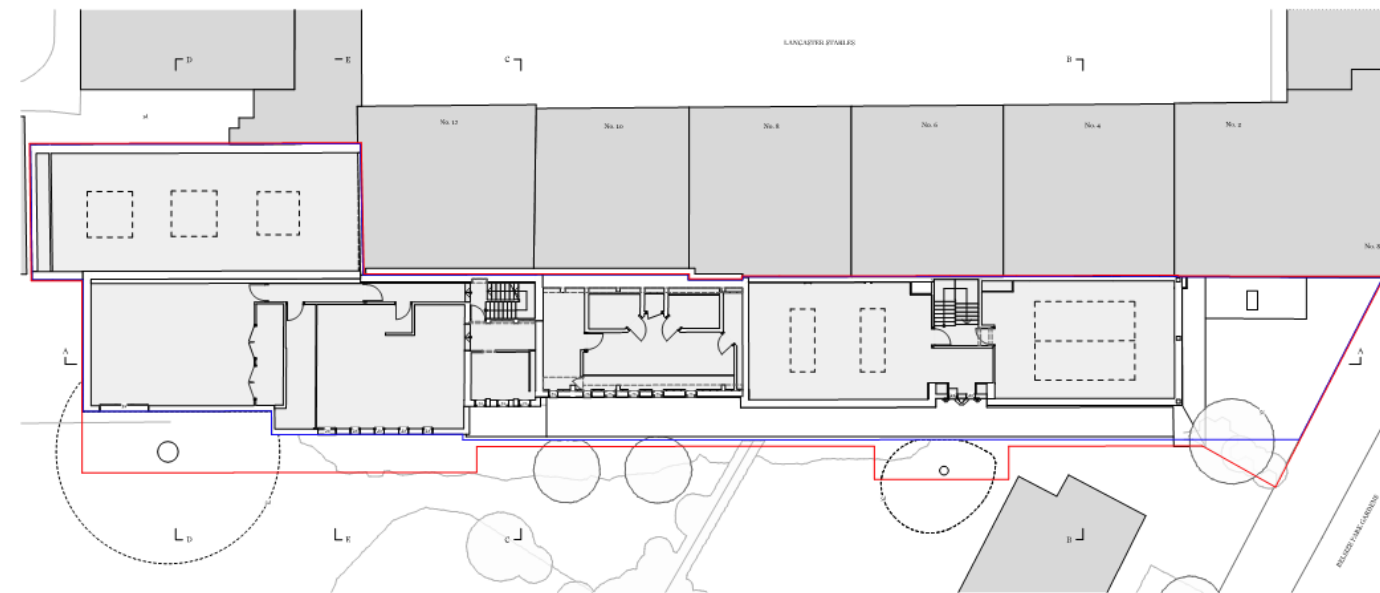 LANCASTER STABLES
D
E
C
B
No. 12
No. 10
No. 8
No. 6
No. 4
No. 2
No. 8
A
A
D
E
C
B
BELSIZE PARK GARDENS